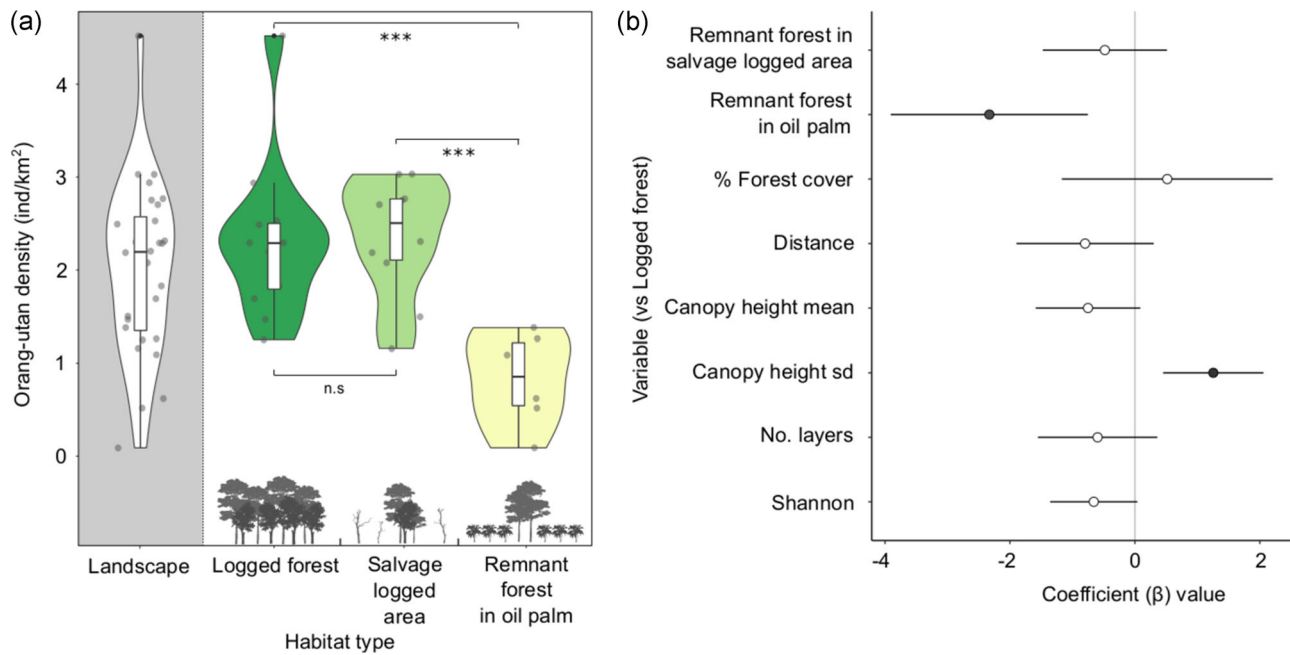 (a)
Orang-utan density (ind/km²)
4
3
2
1
0
***
***
n.s
Landscape
Logged forest
Salvage
logged
area
Remnant
forest
in oil palm
Habitat type
(b)
Variable (vs Logged forest)
Remnant forest in
salvage logged area
Remnant forest
in oil palm
% Forest cover
Distance
Canopy height mean
Canopy height sd
No. layers
Shannon
-4
-2
0
2
Coefficient (β) value